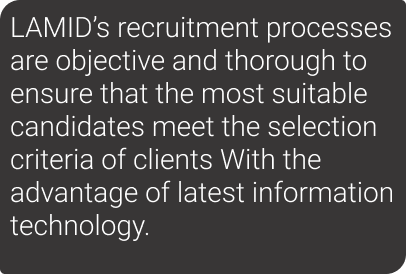 LAMID’s recruitment processes
are objective and thorough to
ensure that the most suitable
candidates meet the selection
criteria of clients With the
advantage of latest information
technology.